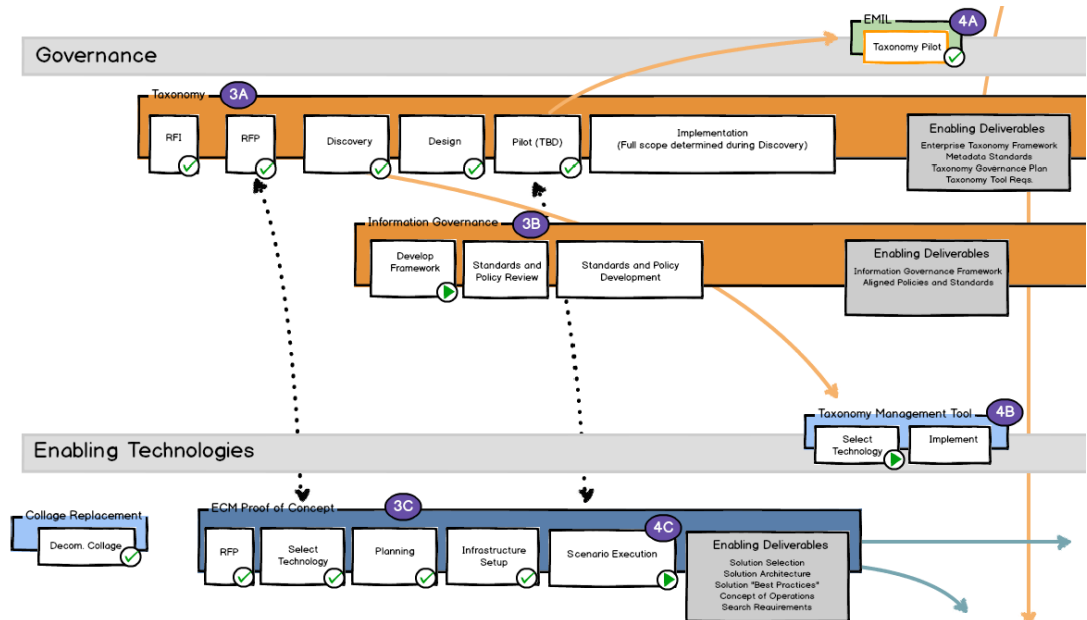 EMIL
4A
Taxonomy Pilot
Governance
Taxonomy
3A
RFI
RFP
Discovery
Design
Pilot (TBD)
Implementation
(Full scope determined during Discovery)
Enabling Deliverables
Enterprise Taxonomy Framework
Metadata Standards
Taxonomy Governance Plan
Taxonomy Tool Reqs.
Information Governance
3B
Develop
Framework
Standards and
Policy Review
Standards and Policy
Development
Enabling Deliverables
Information Governance Framework
Aligned Policies and Standards
Taxonomy Management Tool
4B
Select
Technology
Implement
Enabling Technologies
Collage Replacement
Decom. Collage
ECM Proof of Concept
3C
RFP
Select
Technology
Planning
Infrastructure
Setup
4C
Scenario Execution
Enabling Deliverables
Solution Selection
Solution Architecture
Solution "Best Practices"
Concept of Operations
Search Requirements